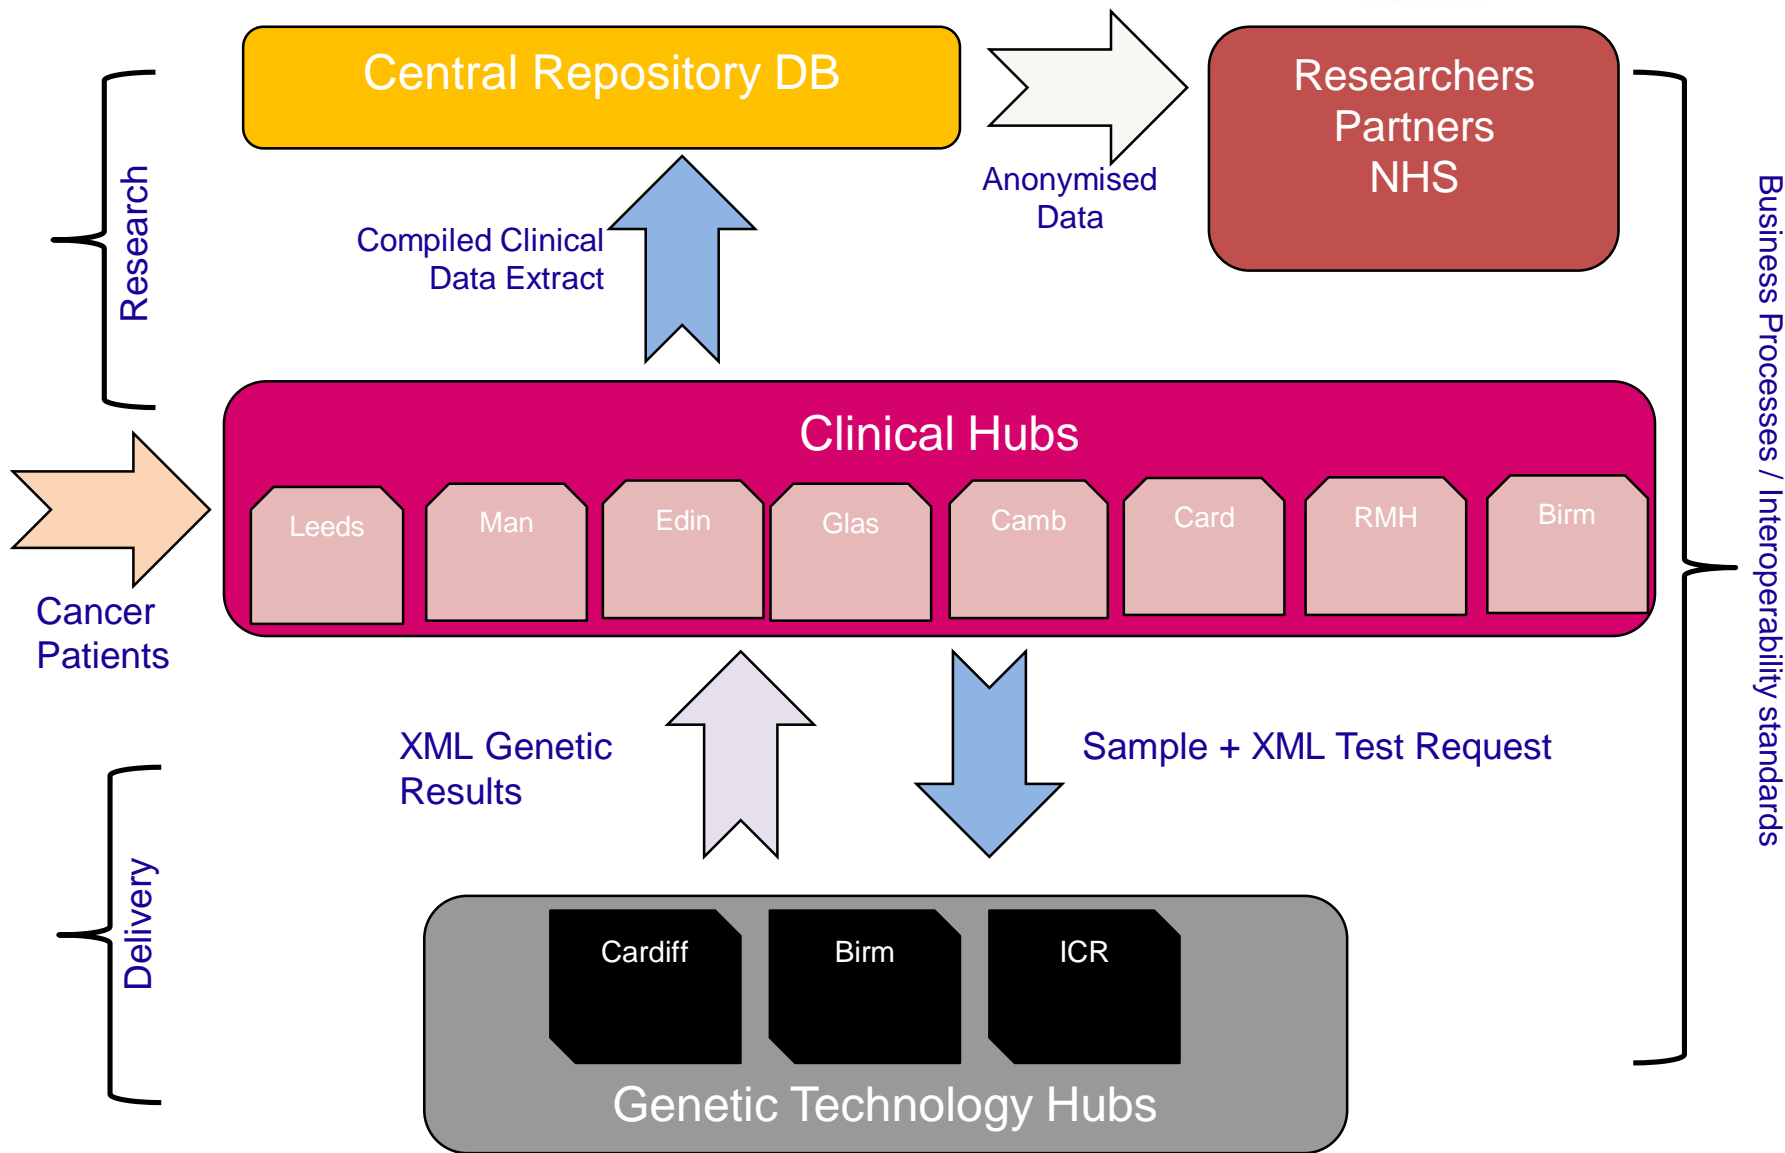 Central Repository DB
Researchers
Partners
NHS
Anonymised
Data
Research
Compiled Clinical
Data Extract
Business Processes / Interoperability standards
Clinical Hubs
Leeds
Man
Edin
Glas
Camb
Card
RMH
Birm
Cancer
Patients
XML Genetic
Results
Sample + XML Test Request
Delivery
Cardiff
Birm
ICR
Genetic Technology Hubs